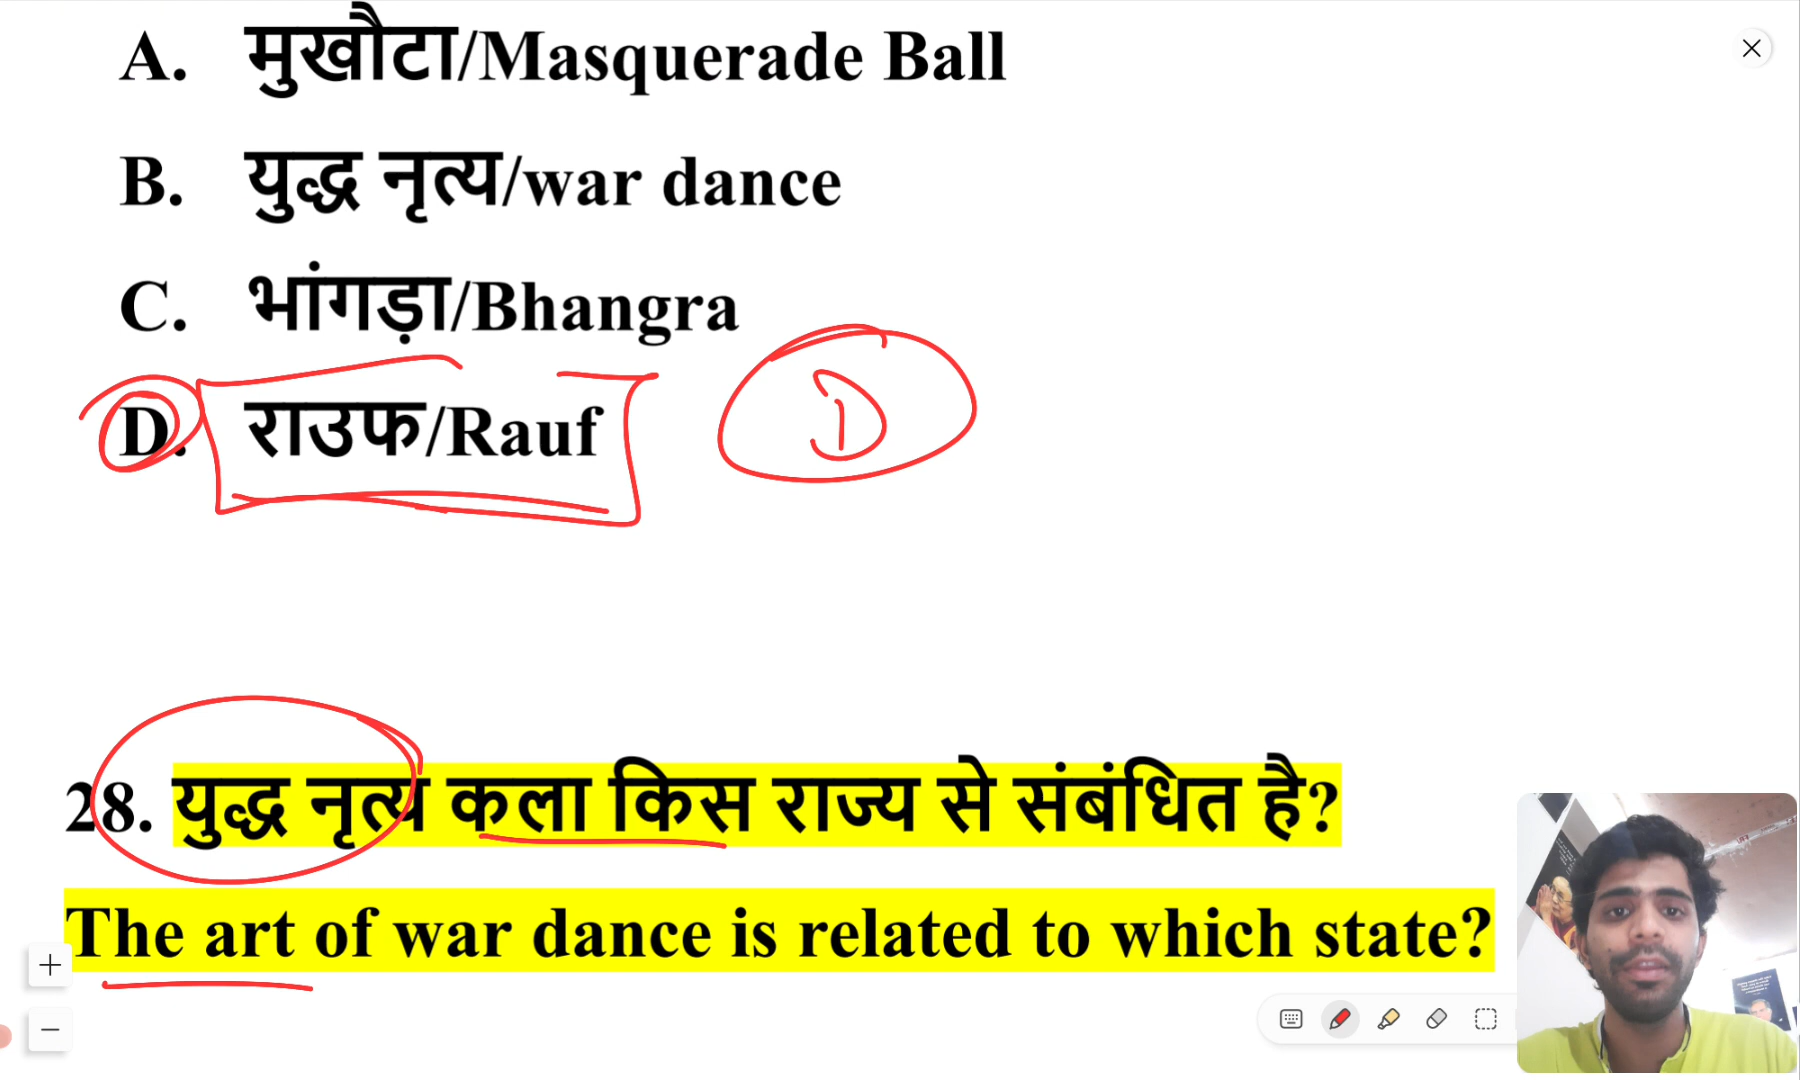 A. मुखौटा/Masquerade Ball
B. युद्ध नृत्य/war dance
C. भांगड़ा/Bhangra
D. राउफ/Rauf D
28. युद्ध नृत्य कला किस राज्य से संबंधित है?
The art of war dance is related to which state?